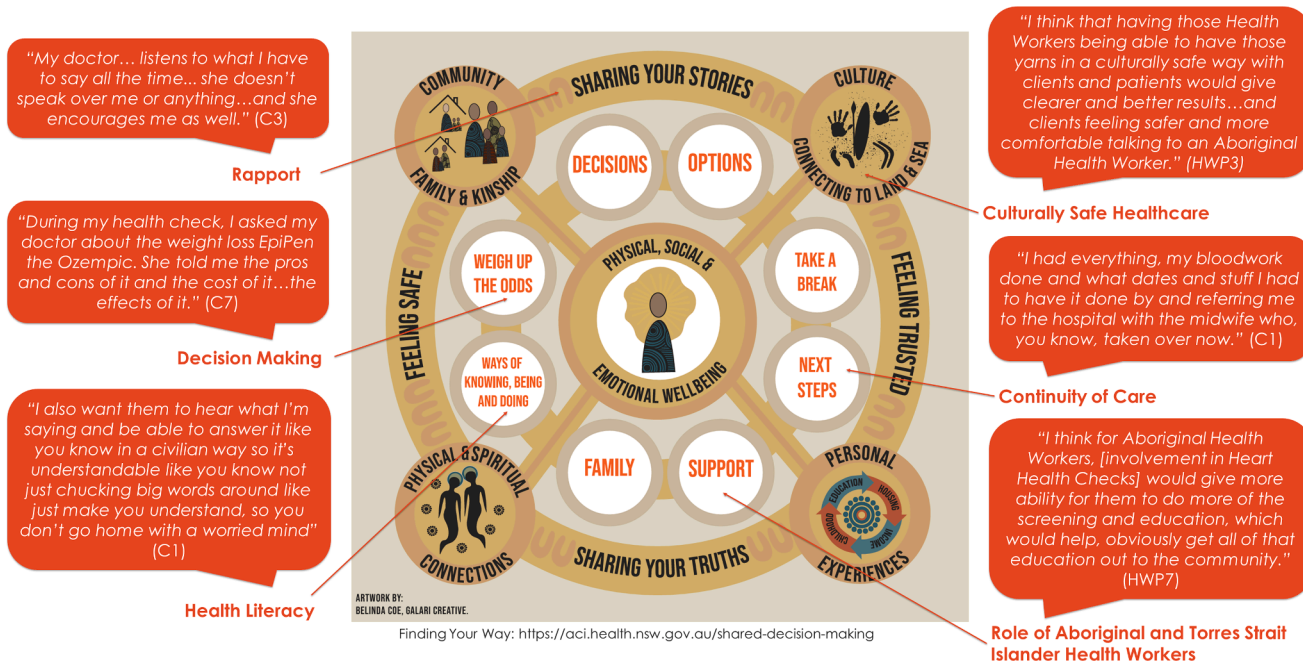 “My doctor… listens to what I have
to say all the time... she doesn’t
speak over me or anything…and she
encourages me as well.” (C3)
Rapport
“During my health check, I asked my
doctor about the weight loss EpiPen
the Ozempic. She told me the pros
and cons of it and the cost of it…the
effects of it.” (C7)
Decision Making
“I also want them to hear what I’m
saying and be able to answer it like
you know in a civilian way so it’s
understandable like you know not
just chucking big words around like
just make you understand, so you
don’t go home with a worried mind”
(C1)
Health Literacy
COMMUNITY
FAMILY & KINSHIP
SHARING YOUR STORIES
CULTURE
CONNECTING TO LAND & SEA
DECISIONS
OPTIONS
FEELING SAFE
WEIGH UP
THE ODDS
PHYSICAL, SOCIAL &
EMOTIONAL WELLBEING
TAKE A
BREAK
FEELING TRUSTED
WAYS OF
KNOWING, BEING
AND DOING
NEXT
STEPS
FAMILY
SUPPORT
PHYSICAL & SPIRITUAL
CONNECTIONS
SHARING YOUR TRUTHS
PERSONAL
EXPERIENCES
EDUCATION
HOUSING
INCOME
CHILDHOOD
ARTWORK BY:
BELINDA COE, GALARI CREATIVE.
Finding Your Way: https://aci.health.nsw.gov.au/shared-decision-making
“I think that having those Health
Workers being able to have those
yarns in a culturally safe way with
clients and patients would give
clearer and better results…and
clients feeling safer and more
comfortable talking to an Aboriginal
Health Worker.” (HWP3)
Culturally Safe Healthcare
“I had everything, my bloodwork
done and what dates and stuff I had
to have it done by and referring me
to the hospital with the midwife who,
you know, taken over now.” (C1)
Continuity of Care
“I think for Aboriginal Health
Workers, [involvement in Heart
Health Checks] would give more
ability for them to do more of the
screening and education, which
would help, obviously get all of that
education out to the community.”
(HWP7)
Role of Aboriginal and Torres Strait
Islander Health Workers